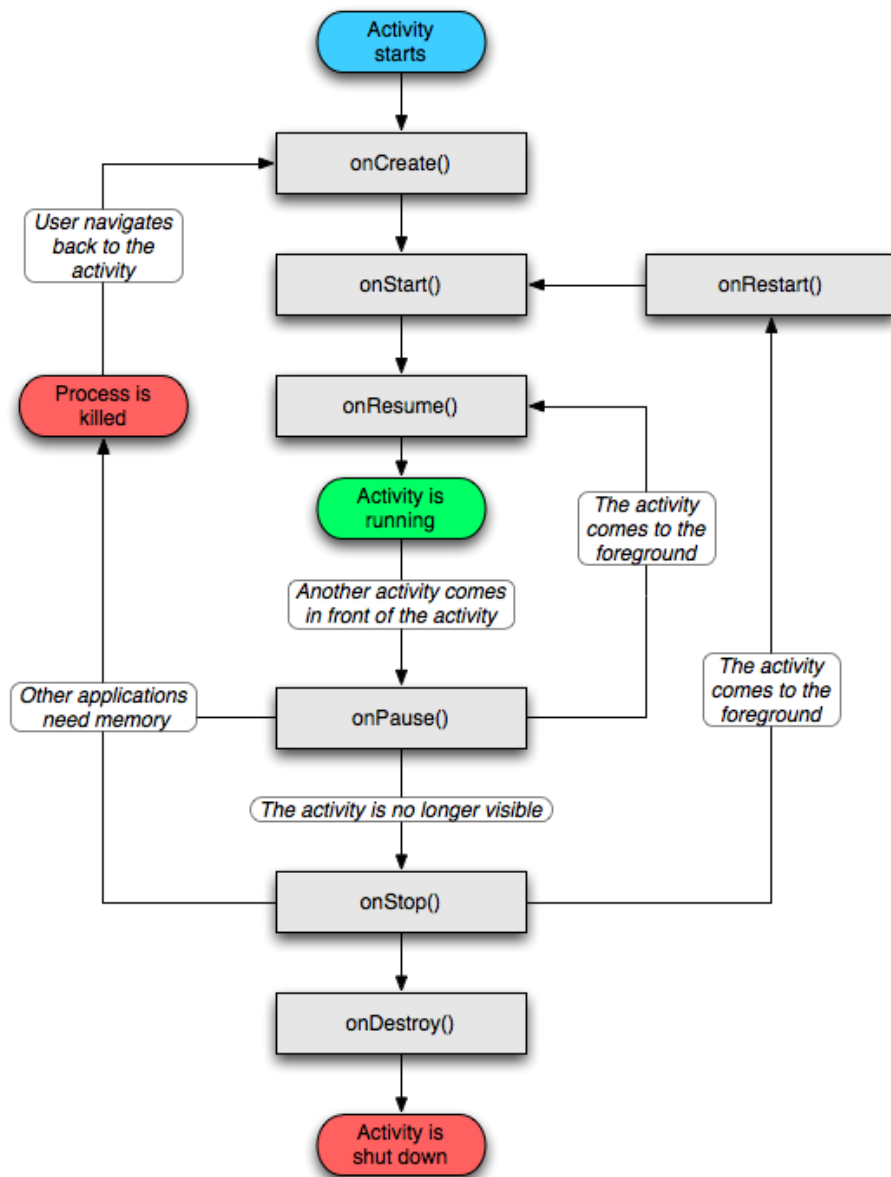 Activity
starts
onCreate()
User navigates
back to the
activity
onStart()
onRestart()
Process is
killed
onResume()
Activity is
running
The activity
comes to the
foreground
Another activity comes
in front of the activity
The activity
comes to the
foreground
Other applications
need memory
onPause()
The activity is no longer visible
onStop()
onDestroy()
Activity is
shut down